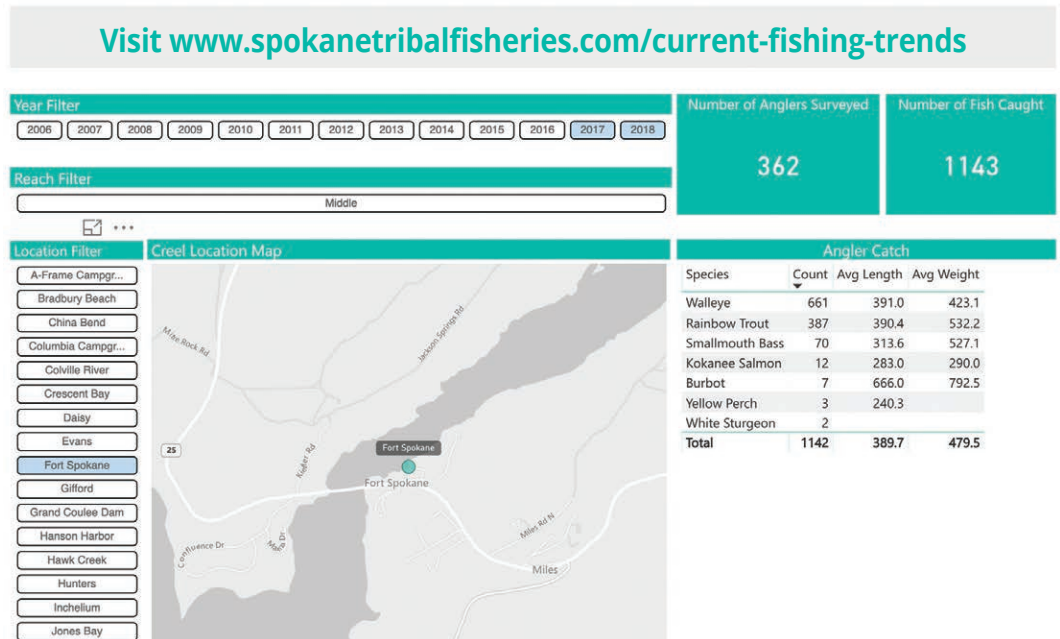 Visit www.spokanetribalfisheries.com/current-fishing-trends
Year Filter
2006 2007 2008 2009 2010 2011 2012 2013 2014 2015 2016 2017 2018
Reach Filter
Middle
Number of Anglers Surveyed
362
Number of Fish Caught
1143
Location Filter
A-Frame Campgr...
Bradbury Beach
China Bend
Columbia Campgr...
Colville River
Crescent Bay
Daisy
Evans
Fort Spokane
Gifford
Grand Coulee Dam
Hanson Harbor
Hawk Creek
Hunters
Inchelium
Jones Bay
Creel Location Map
Mize Rock Rd
Jackson Springs Rd
25
Kieffer Rd
Fort Spokane
Fort Spokane
Confluence Dr
Dr
Miles Rd N
Miles
Angler Catch
Species Count Avg Length Avg Weight
Walleye 661 391.0 423.1
Rainbow Trout 387 390.4 532.2
Smallmouth Bass 70 313.6 527.1
Kokanee Salmon 12 283.0 290.0
Burbot 7 666.0 792.5
Yellow Perch 3 240.3
White Sturgeon 2
Total 1142 389.7 479.5